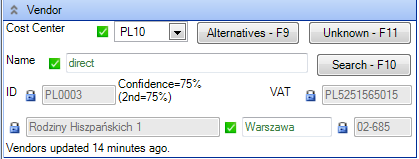 Vendor
Cost Center PL10 Alternatives - F9 Unknown - F11
Name direct Search - F10
ID PL0003 Confidence=75% (2nd=75%) VAT PL5251565015
Rodziny Hiszpańskich 1 Warszawa 02-685
Vendors updated 14 minutes ago.